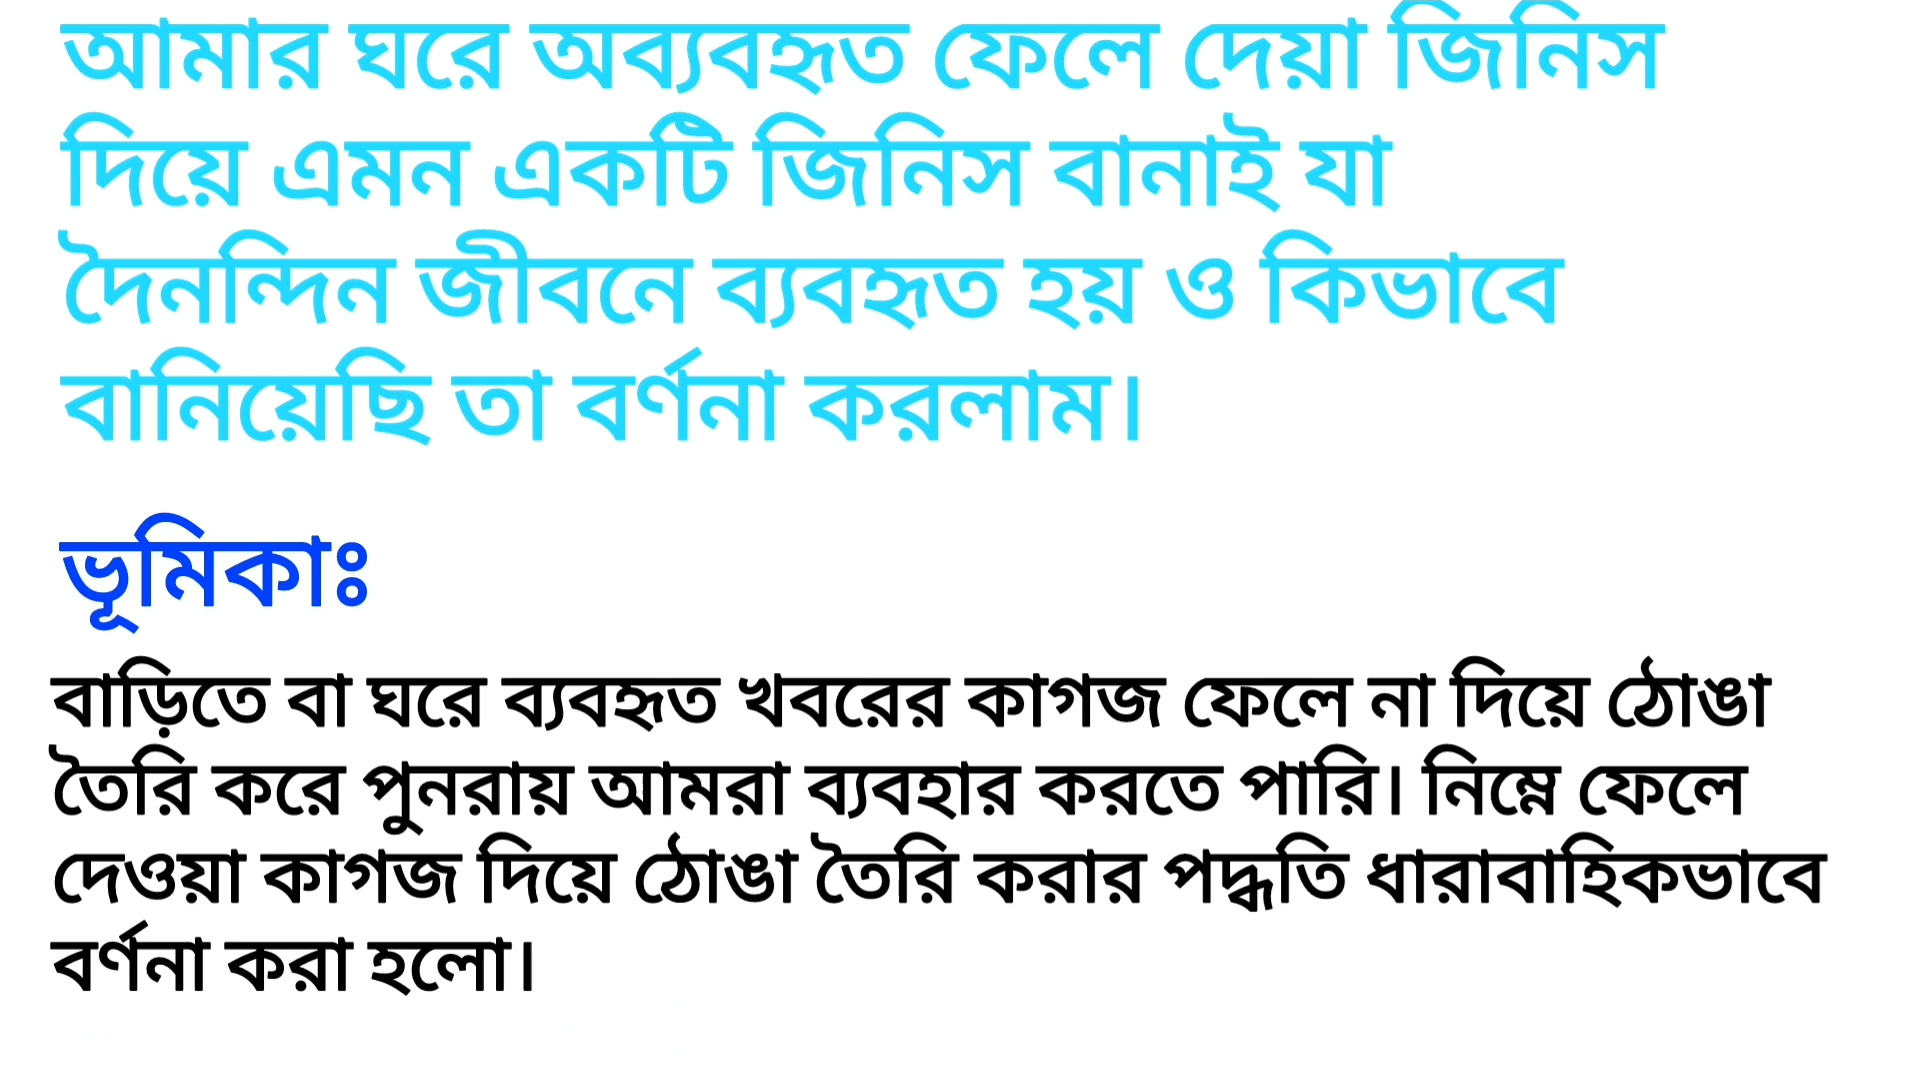 আমার ঘরে অব্যবহৃত ফেলে দেয়া জিনিস
দিয়ে এমন একটি জিনিস বানাই যা
দৈনন্দিন জীবনে ব্যবহৃত হয় ও কিভাবে
বানিয়েছি তা বর্ণনা করলাম।
ভূমিকাঃ
বাড়িতে বা ঘরে ব্যবহৃত খবরের কাগজ ফেলে না দিয়ে ঠোঙা
তৈরি করে পুনরায় আমরা ব্যবহার করতে পারি। নিম্নে ফেলে
দেওয়া কাগজ দিয়ে ঠোঙা তৈরি করার পদ্ধতি ধারাবাহিকভাবে
বর্ণনা করা হলো।